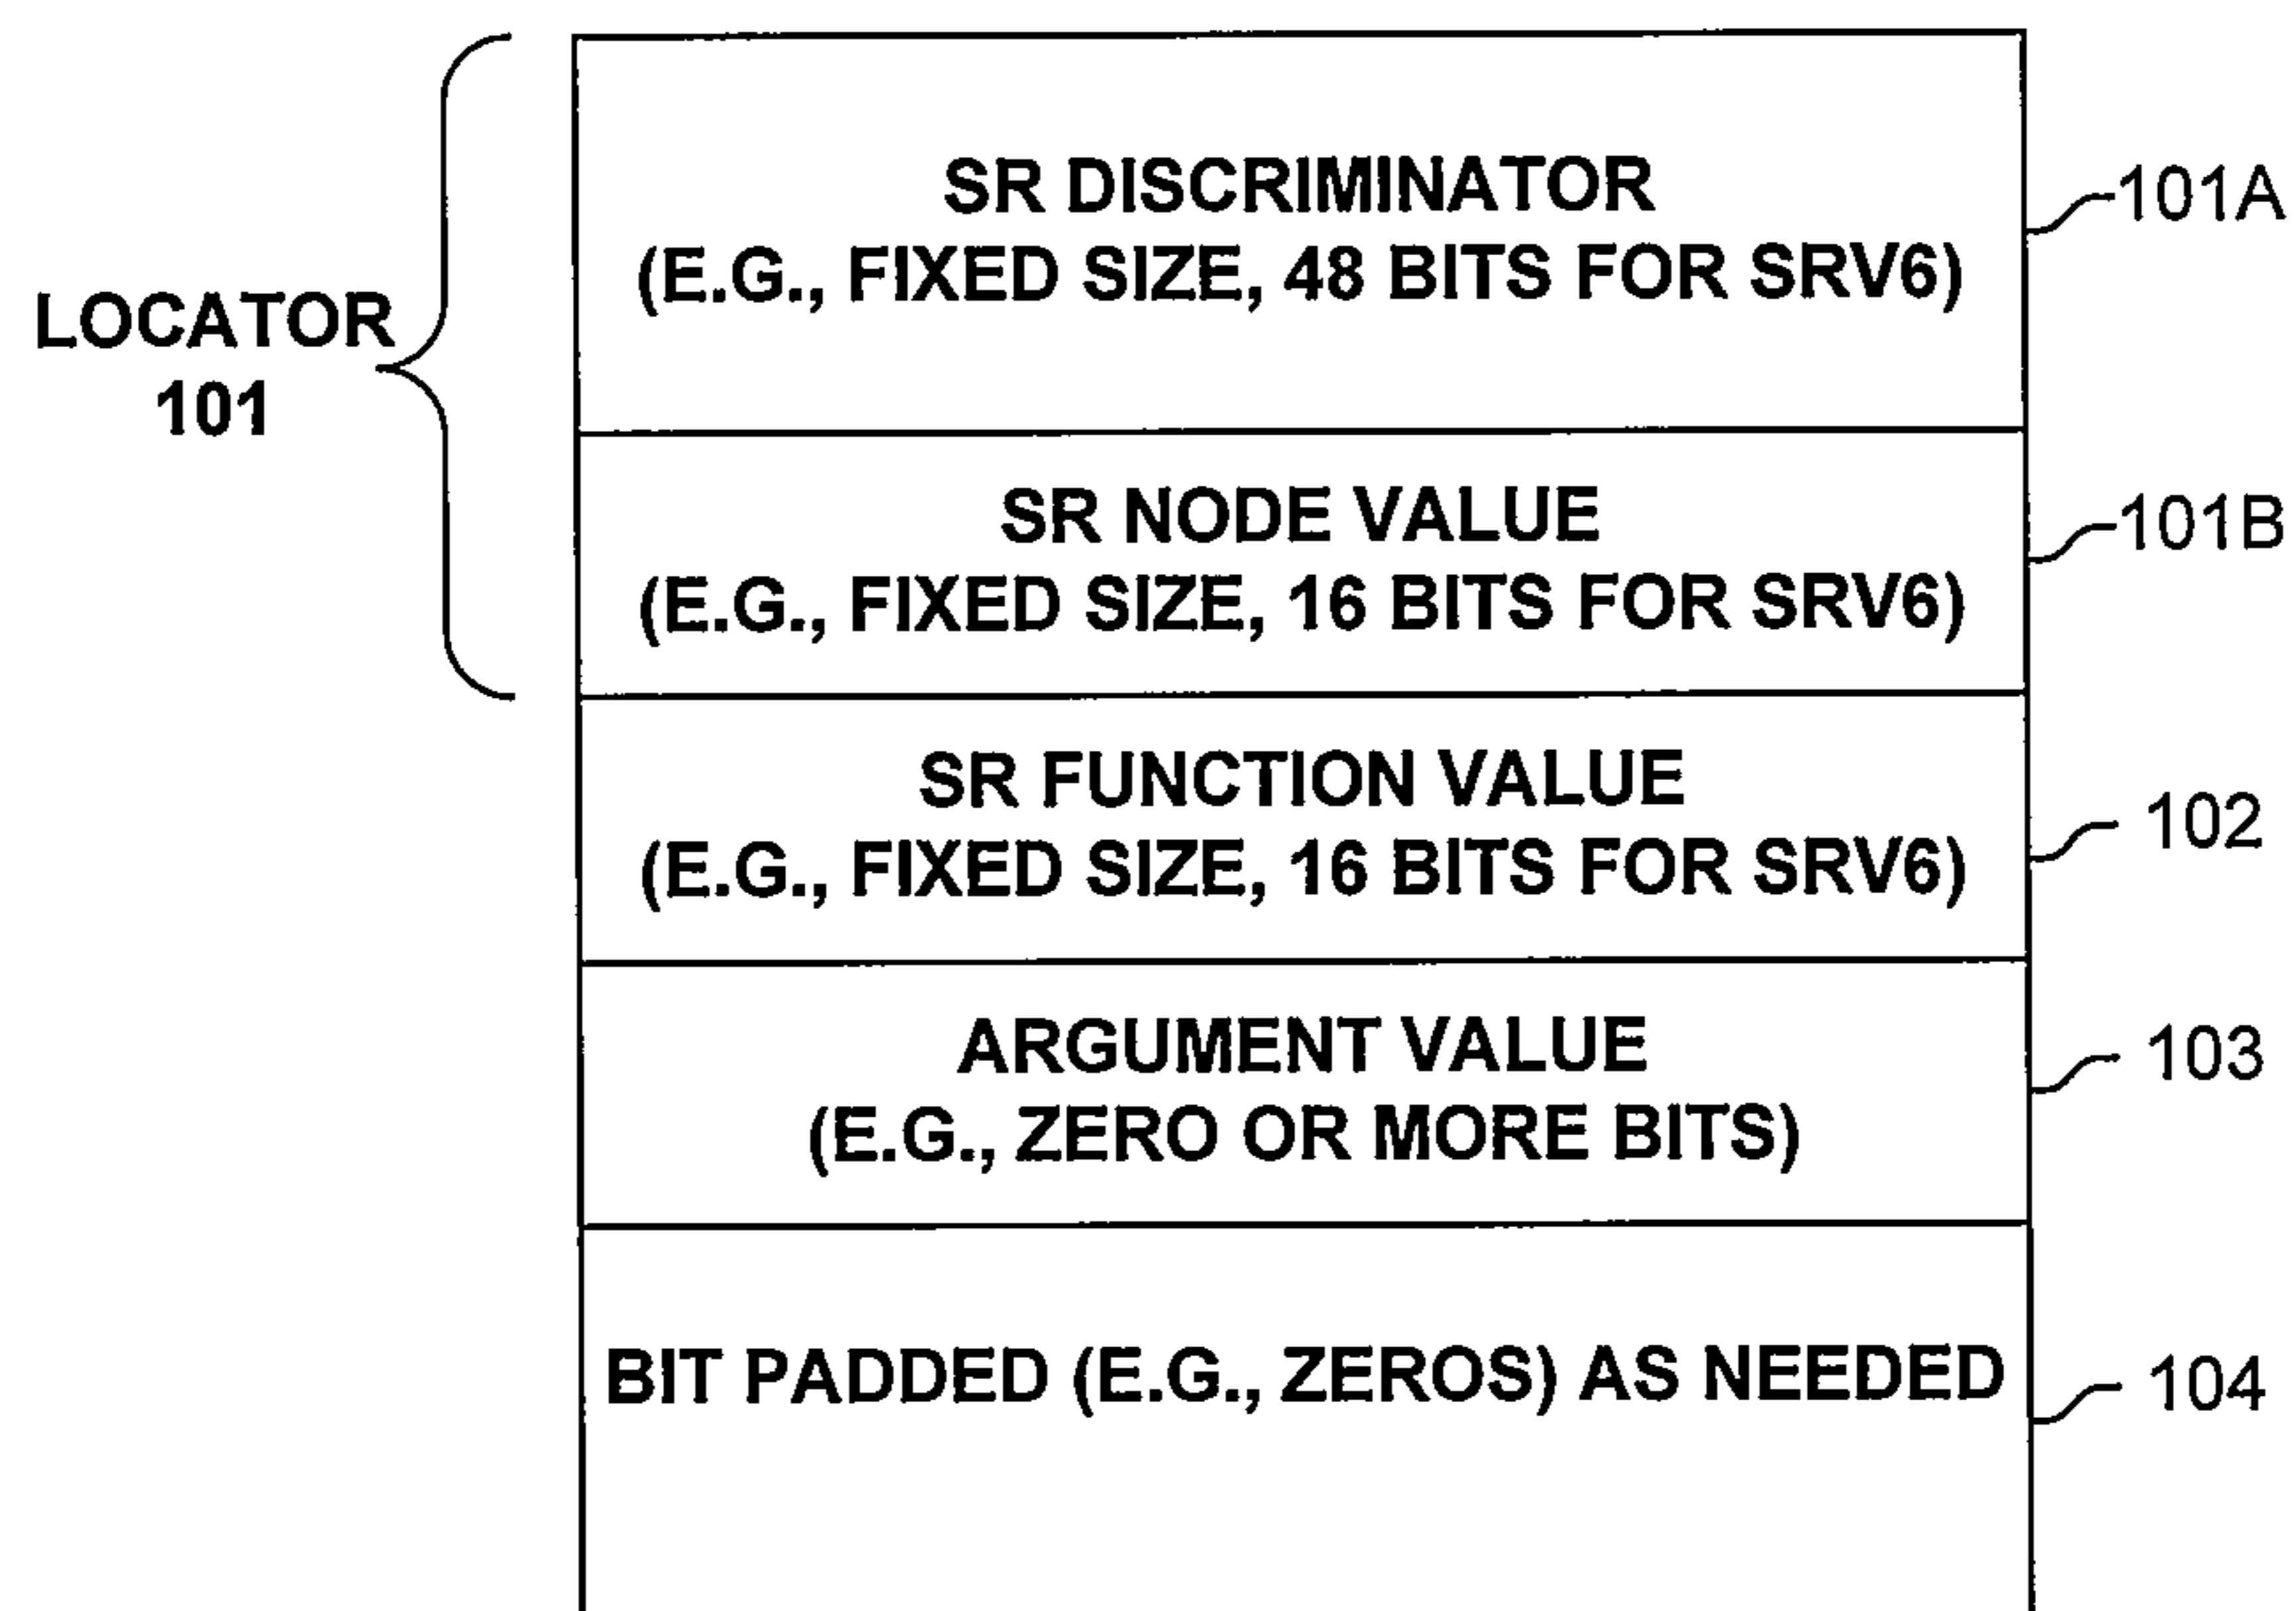 LOCATOR
101
SR DISCRIMINATOR
(E.G., FIXED SIZE, 48 BITS FOR SRV6)
101A
SR NODE VALUE
(E.G., FIXED SIZE, 16 BITS FOR SRV6)
101B
SR FUNCTION VALUE
(E.G., FIXED SIZE, 16 BITS FOR SRV6)
102
ARGUMENT VALUE
(E.G., ZERO OR MORE BITS)
103
BIT PADDED (E.G., ZEROS) AS NEEDED
104